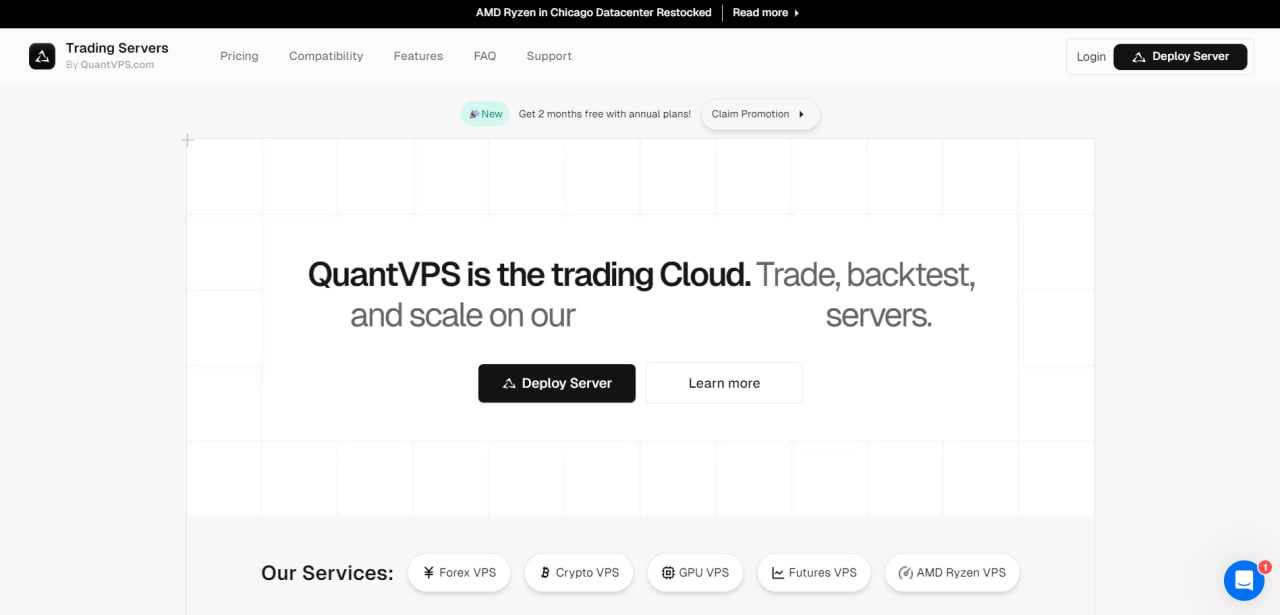 AMD Ryzen in Chicago Datacenter Restocked Read more
Trading Servers
By QuantVPS.com
Pricing Compatibility Features FAQ Support
Login Deploy Server
New Get 2 months free with annual plans! Claim Promotion
QuantVPS is the trading Cloud. Trade, backtest,
and scale on our servers.
Deploy Server Learn more
Our Services: Forex VPS Crypto VPS GPU VPS Futures VPS AMD Ryzen VPS
1